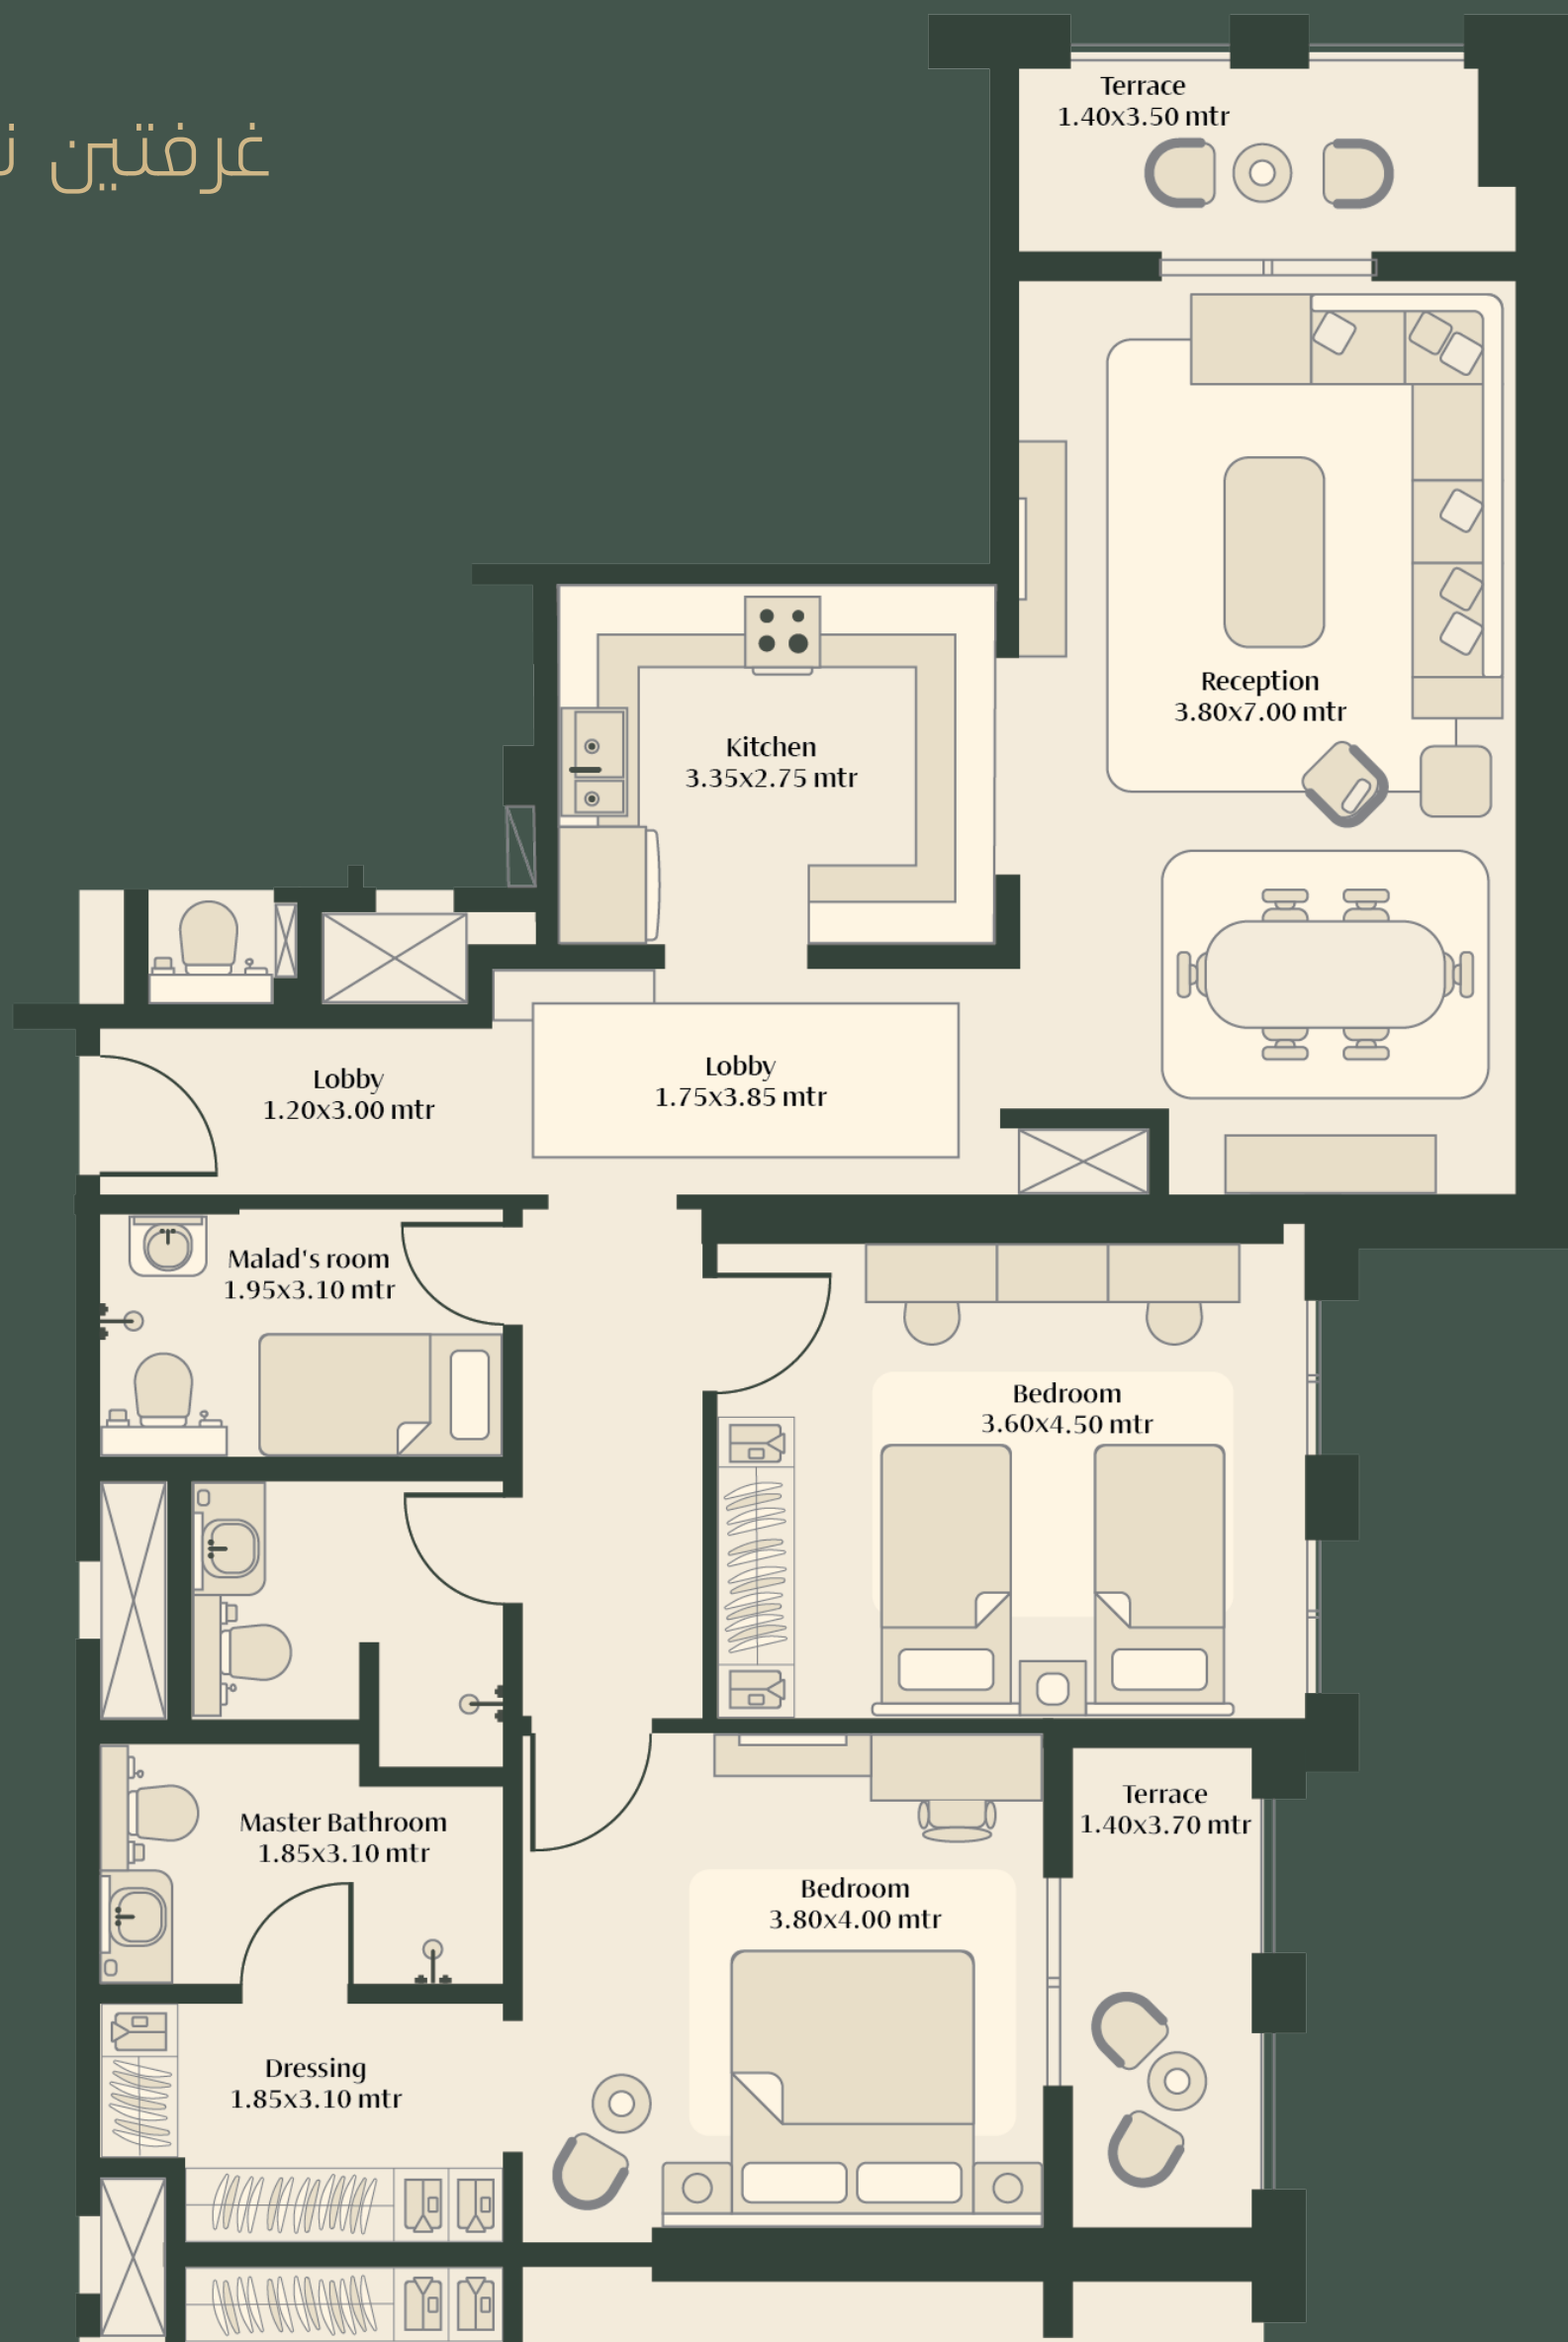 غرفتين
Terrace
1.40x3.50 mtr
Reception
3.80x7.00 mtr
Kitchen
3.35x2.75 mtr
Lobby
1.75x3.85 mtr
Lobby
1.20x3.00 mtr
Malad's room
1.95x3.10 mtr
Bedroom
3.60x4.50 mtr
Terrace
1.40x3.70 mtr
Master Bathroom
1.85x3.10 mtr
Bedroom
3.80x4.00 mtr
Dressing
1.85x3.10 mtr